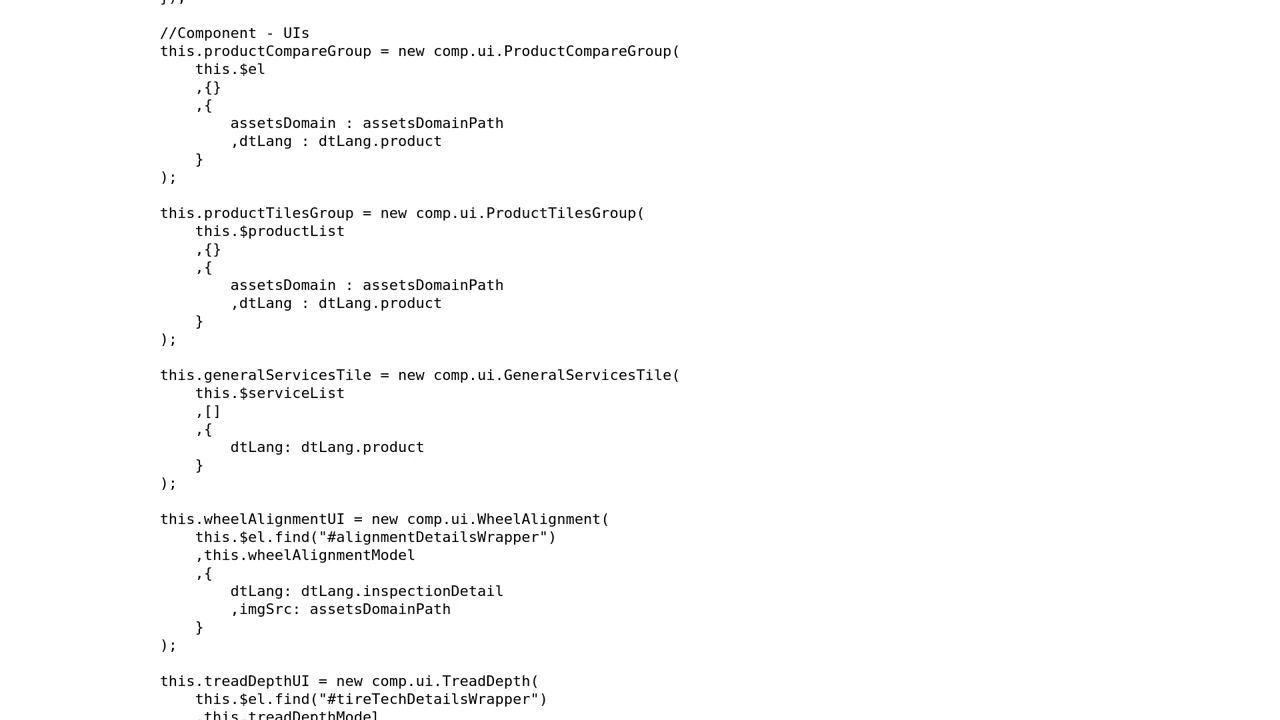 });
//Component - UIs
this.productCompareGroup = new comp.ui.ProductCompareGroup(
    this.$el
    ,{}
    ,{
        assetsDomain : assetsDomainPath
        ,dtLang : dtLang.product
    }
);
this.productTilesGroup = new comp.ui.ProductTilesGroup(
    this.$productList
    ,{}
    ,{
        assetsDomain : assetsDomainPath
        ,dtLang : dtLang.product
    }
);
this.generalServicesTile = new comp.ui.GeneralServicesTile(
    this.$serviceList
    ,[]
    ,{
        dtLang: dtLang.product
    }
);
this.wheelAlignmentUI = new comp.ui.WheelAlignment(
    this.$el.find("#alignmentDetailsWrapper")
    ,this.wheelAlignmentModel
    ,{
        dtLang: dtLang.inspectionDetail
        ,imgSrc: assetsDomainPath
    }
);
this.treadDepthUI = new comp.ui.TreadDepth(
    this.$el.find("#tireTechDetailsWrapper")
    ,this.treadDepthModel